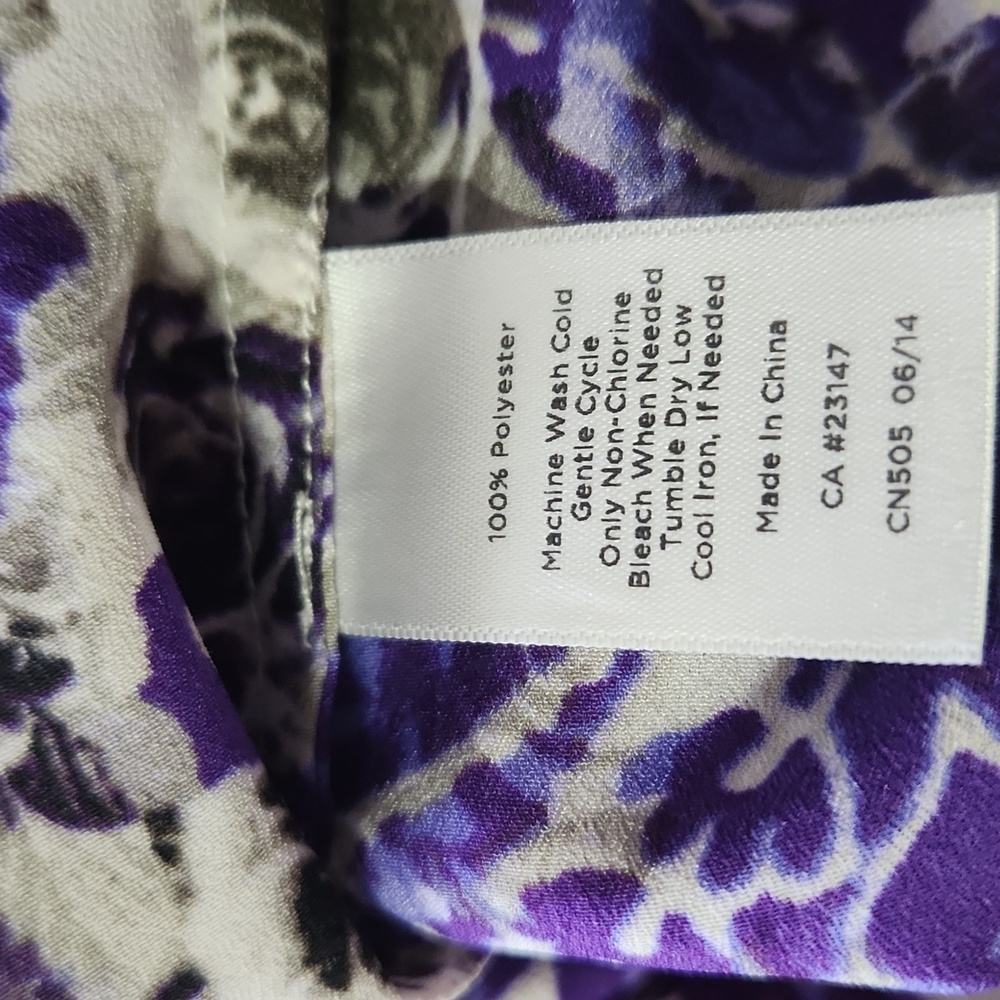 100% Polyester
Machine Wash Cold
Gentle Cycle
Only Non-Chlorine
Bleach When Needed
Tumble Dry Low
Cool Iron, If Needed
Made In China
CA #23147
CN505 06/14